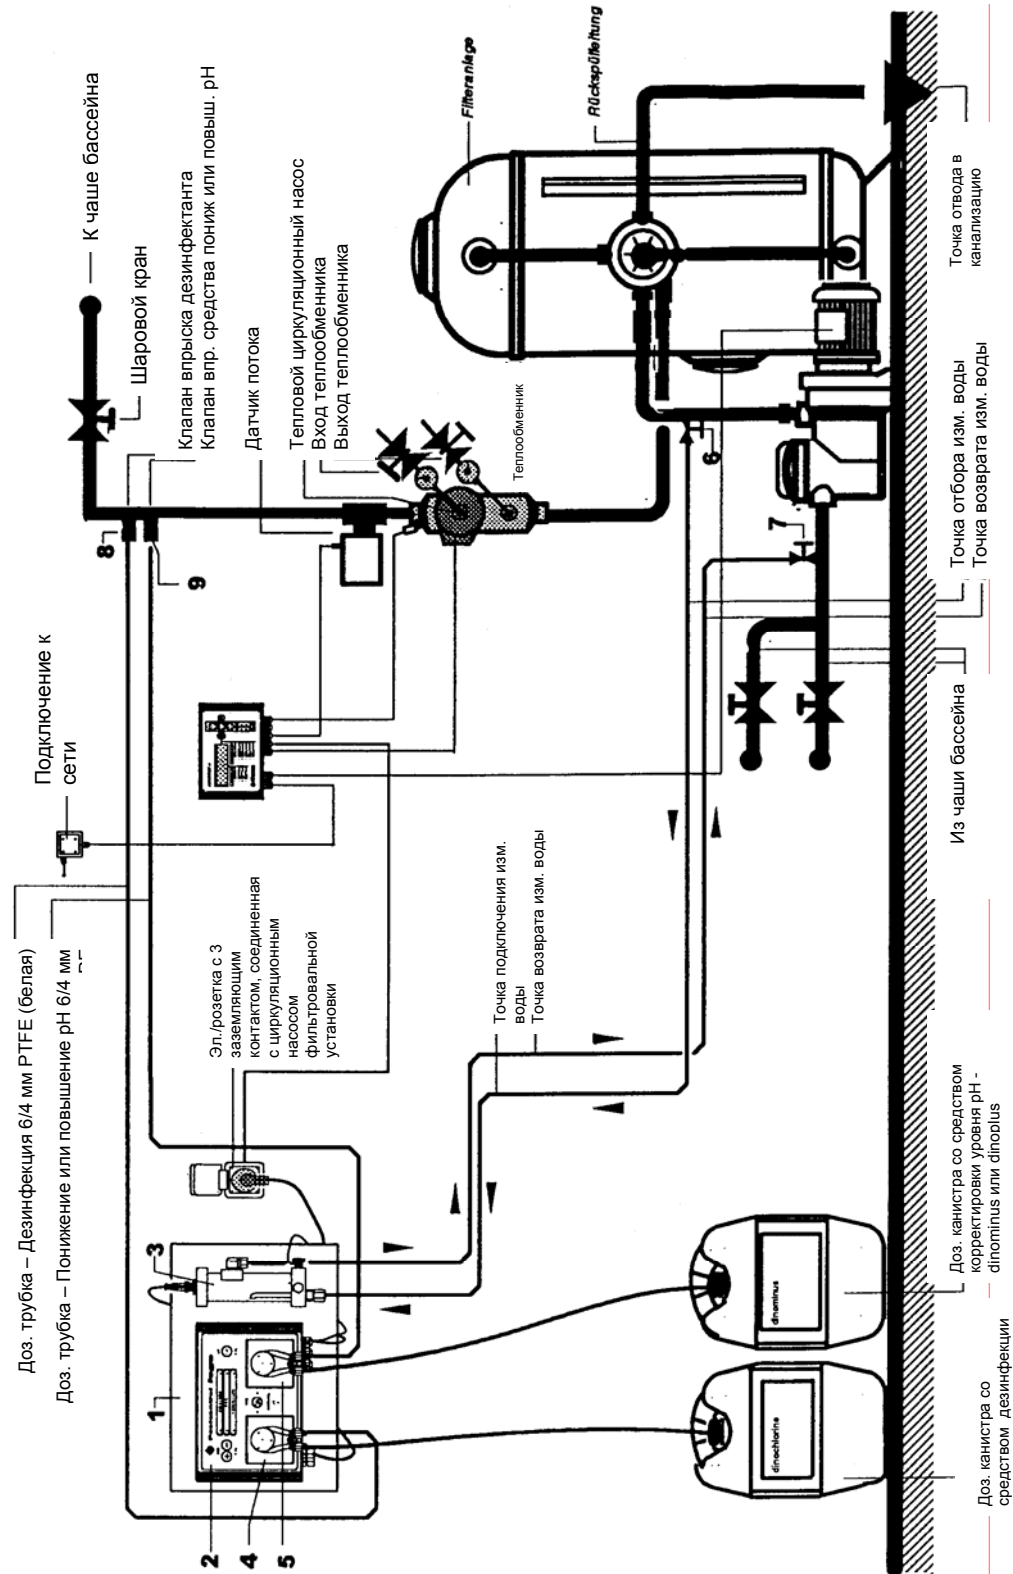 К чаше бассейна
Шаровой кран
Клапан впрыска дезинфектанта
Клапан впр. средства пониж или повыш. pH
Датчик потока
Тепловой циркуляционный насос
Вход теплообменника
Выход теплообменника
Теплообменник
Filteranlage
Rückspülleitung
Точка отвода в
канализацию
Точка отбора изм. воды
Точка возврата изм. воды
Из чаши бассейна
Подключение к
сети
Доз. трубка – Дезинфекция 6/4 мм PTFE (белая)
Доз. трубка – Понижение или повышение pH 6/4 мм
Эл./розетка с 3
заземляющим
контактом, соединенная
с циркуляционным
насосом
фильтровальной
установки
Точка подключения изм.
воды
Точка возврата изм. воды
Доз. канистра со средством
корректировки уровня pH -
dinominus или dinoplus
Доз. канистра со
средством дезинфекции
dinominus
dinochlorine
1
2
3
4
5
6
7
8
9